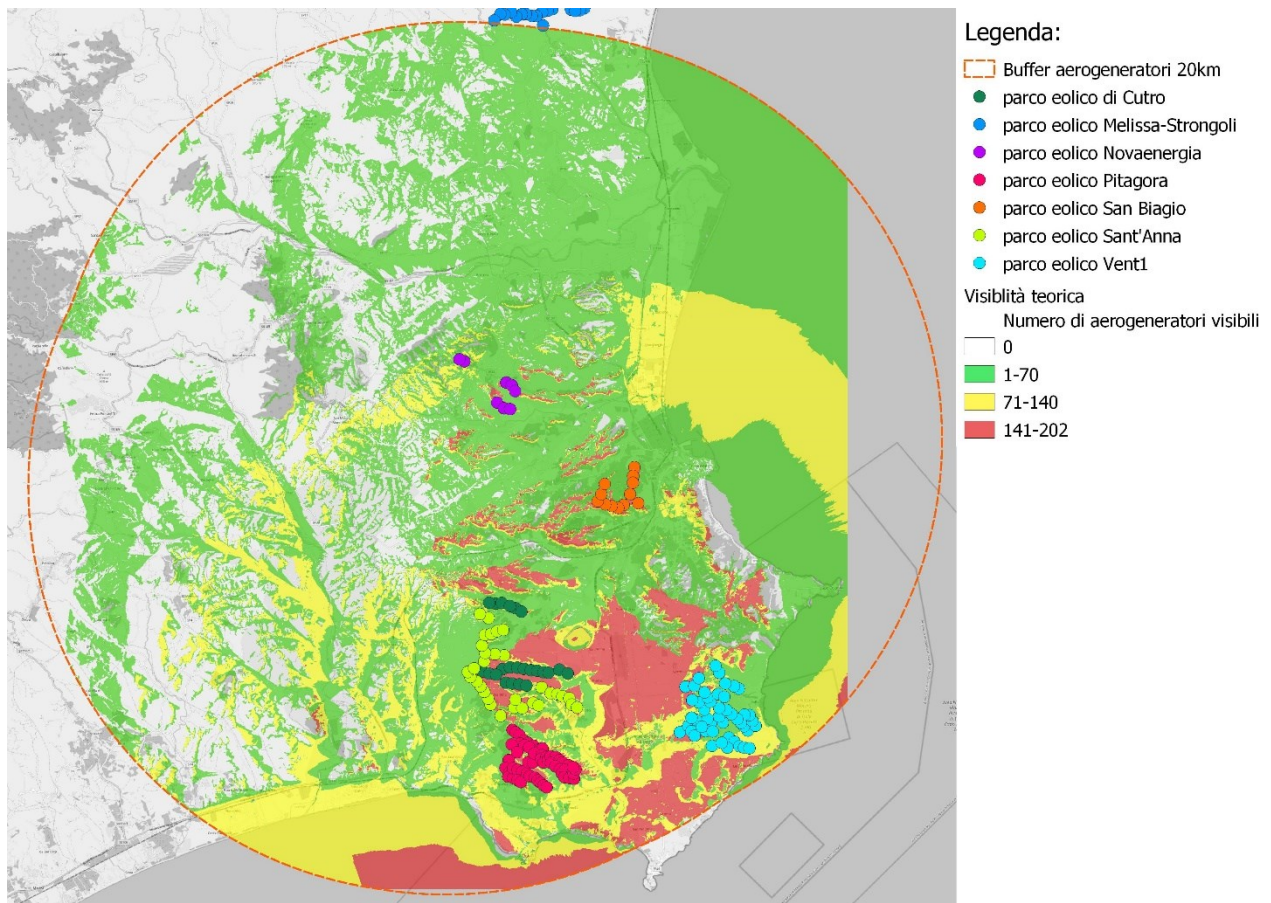 Legenda:
Buffer aerogeneratori 20km
parco eolico di Cutro
parco eolico Melissa-Strongoli
parco eolico Novaenergia
parco eolico Pitagora
parco eolico San Biagio
parco eolico Sant'Anna
parco eolico Vent1
Visiblità teorica
Numero di aerogeneratori visibili
0
1-70
71-140
141-202